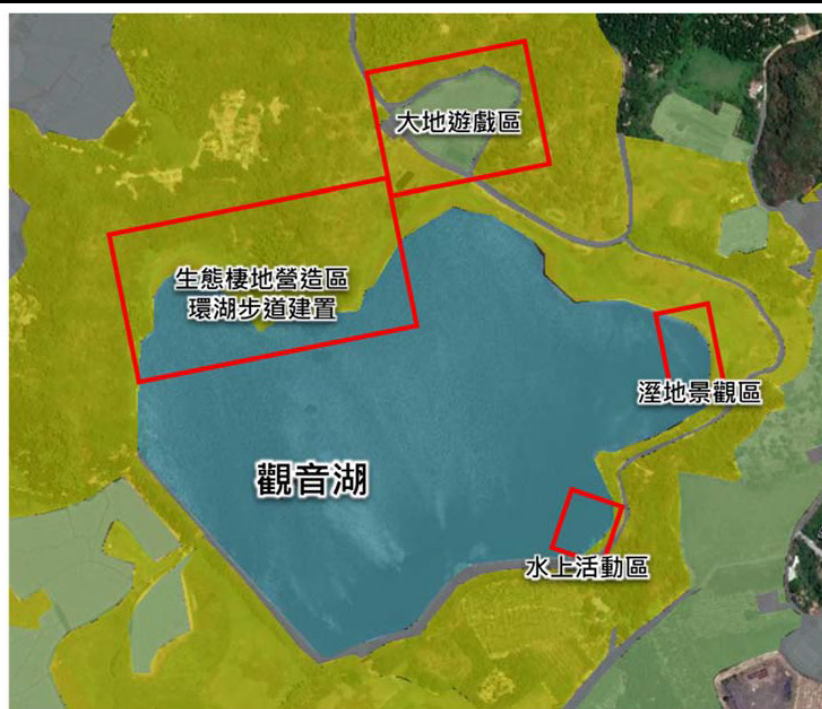 大地遊戲區
生態棲地營造區
環湖步道建置
溼地景觀區
觀音湖
水上活動區